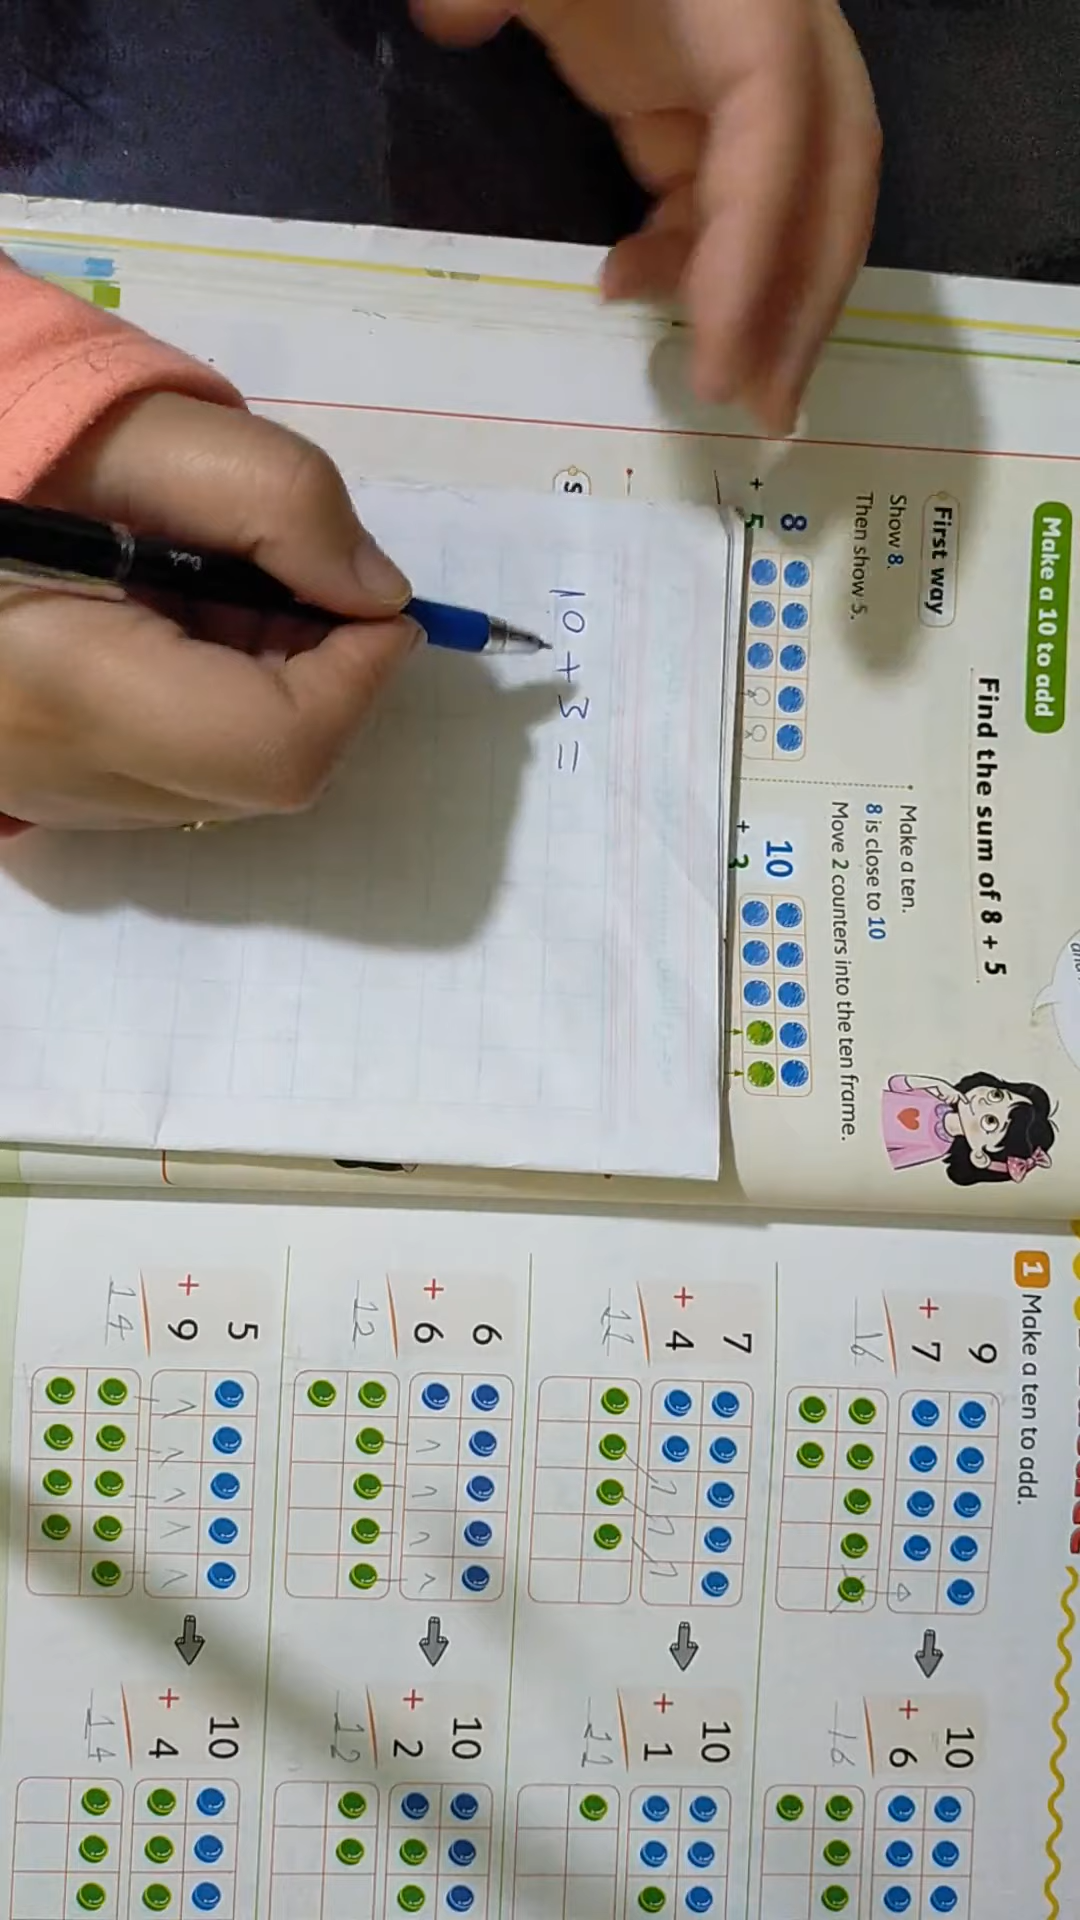 Make a 10 to add
Find the sum of 8 + 5
First way
Show 8.
Then show 5.
8
+ 5
Make a ten.
8 is close to 10
Move 2 counters into the ten frame.
10
+ 3
10 + 3 =
1 Make a ten to add.
9
+ 7
16
10
+ 6
16
7
+ 4
11
10
+ 1
11
6
+ 6
12
10
+ 2
12
5
+ 9
14
10
+ 4
14